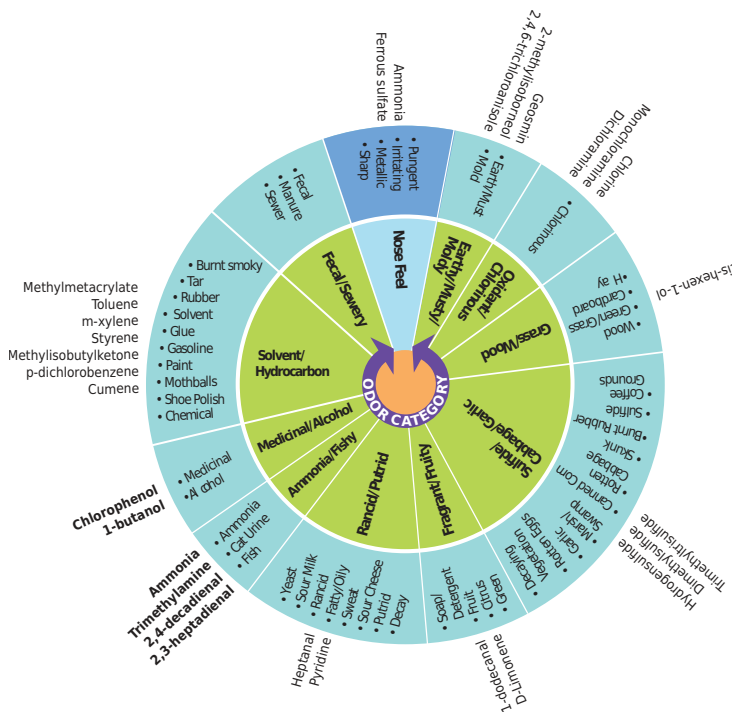 ODOR CATEGORY
Nose Feel
• Pungent
• Irritating
• Metallic
• Sharp
Ammonia
Ferrous sulfate
Earthy/Musty/
Moldy
• Earth/Must
• Mold
Geosmin
2-methylisoborneol
2,4,6-trichloroanisole
Oxidant/
Chlorinous
• Chlorinous
Chlorine
Monochloramine
Dichloramine
Grass/Wood
• Hay
• Cardboard
• Green/Grass
• Wood
is-hexen-1-ol
Sulfide/
Cabbage/Garlic
• Coffee
Grounds
• Sulfide
• Burnt Rubber
• Skunk
• Rotten
Cabbage
• Canned Corn
• Marsh/
Swamp
• Garlic
• Rotten Eggs
• Decaying
Vegetation
Trimethyltrisulfide
Dimethylsulfide
Hydrogensulfide
Fragrant/Fruity
• Soap/
Detergent
• Fruit
• Citrus
• Green
1-dodecanal
D-Limonene
Rancid/Putrid
• Yeast
• Sour Milk
• Rancid
• Fatty/Oily
• Sweat
• Sour Cheese
• Putrid
• Decay
Heptanal
Pyridine
Ammonia/Fishy
• Ammonia
• Cat Urine
• Fish
Ammonia
Trimethylamine
2,4-decadienal
2,3-heptadienal
Medicinal/Alcohol
• Medicinal
• Alcohol
Chlorophenol
1-butanol
Solvent/
Hydrocarbon
• Burnt smoky
• Tar
• Rubber
• Solvent
• Glue
• Gasoline
• Paint
• Mothballs
• Shoe Polish
• Chemical
Methylmetacrylate
Toluene
m-xylene
Styrene
Methylisobutylketone
p-dichlorobenzene
Cumene
Fecal/Sewery
• Fecal
• Manure
• Sewer